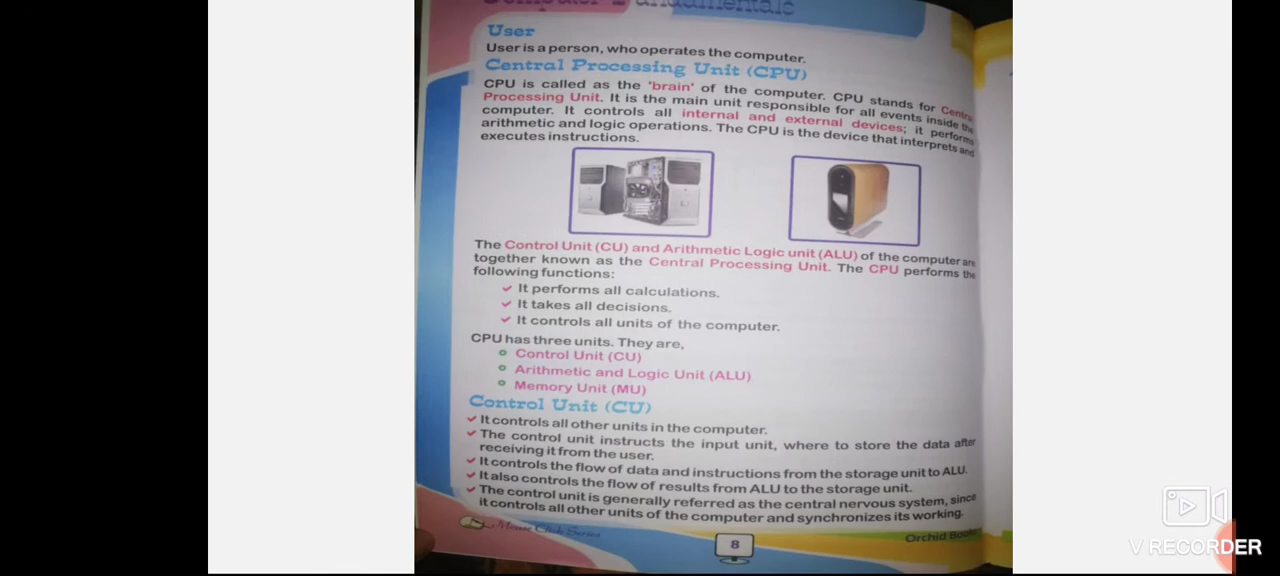 Computer Fundamentals
User
User is a person, who operates the computer.
Central Processing Unit (CPU)
CPU is called as the 'brain' of the computer. CPU stands for Central
Processing Unit. It is the main unit responsible for all events inside the
computer. It controls all internal and external devices; it performs
arithmetic and logic operations. The CPU is the device that interprets and
executes instructions.
The Control Unit (CU) and Arithmetic Logic unit (ALU) of the computer are
together known as the Central Processing Unit. The CPU performs the
following functions:
✓ It performs all calculations.
✓ It takes all decisions.
✓ It controls all units of the computer.
CPU has three units. They are,
Control Unit (CU)
Arithmetic and Logic Unit (ALU)
Memory Unit (MU)
Control Unit (CU)
✓ It controls all other units in the computer.
✓ The control unit instructs the input unit, where to store the data after
receiving it from the user.
✓ It controls the flow of data and instructions from the storage unit to ALU.
✓ It also controls the flow of results from ALU to the storage unit.
✓ The control unit is generally referred as the central nervous system, since
it controls all other units of the computer and synchronizes its working.
Mouse Click Series
8
Orchid Books
V RECORDER